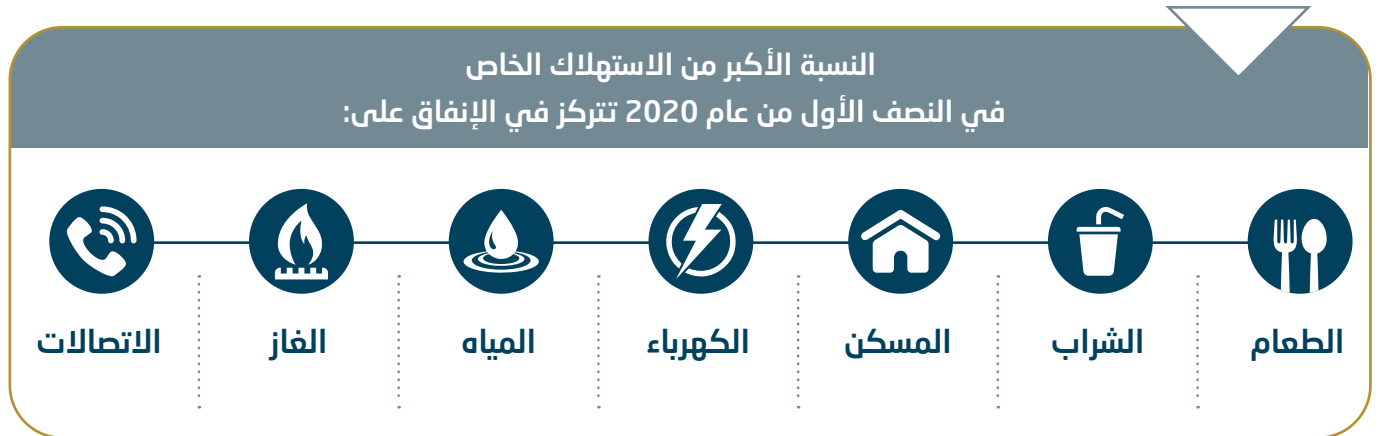 النسبة الأكبر من الاستهلاك الخاص
في النصف الأول من عام 2020 تتركز في الإنفاق على:
الطعام
الشراب
المسكن
الكهرباء
المياه
الغاز
الاتصالات